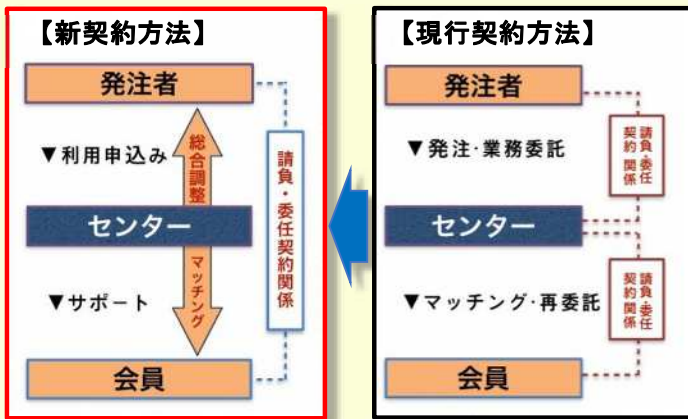 【新契約方法】
発注者
▼利用申込み
総合調整
センター
マッチング
▼サポート
会員
請負・委任契約関係
【現行契約方法】
発注者
▼発注・業務委託
請負・委任
契約関係
センター
▼マッチング・再委託
請負・委任
契約関係
会員